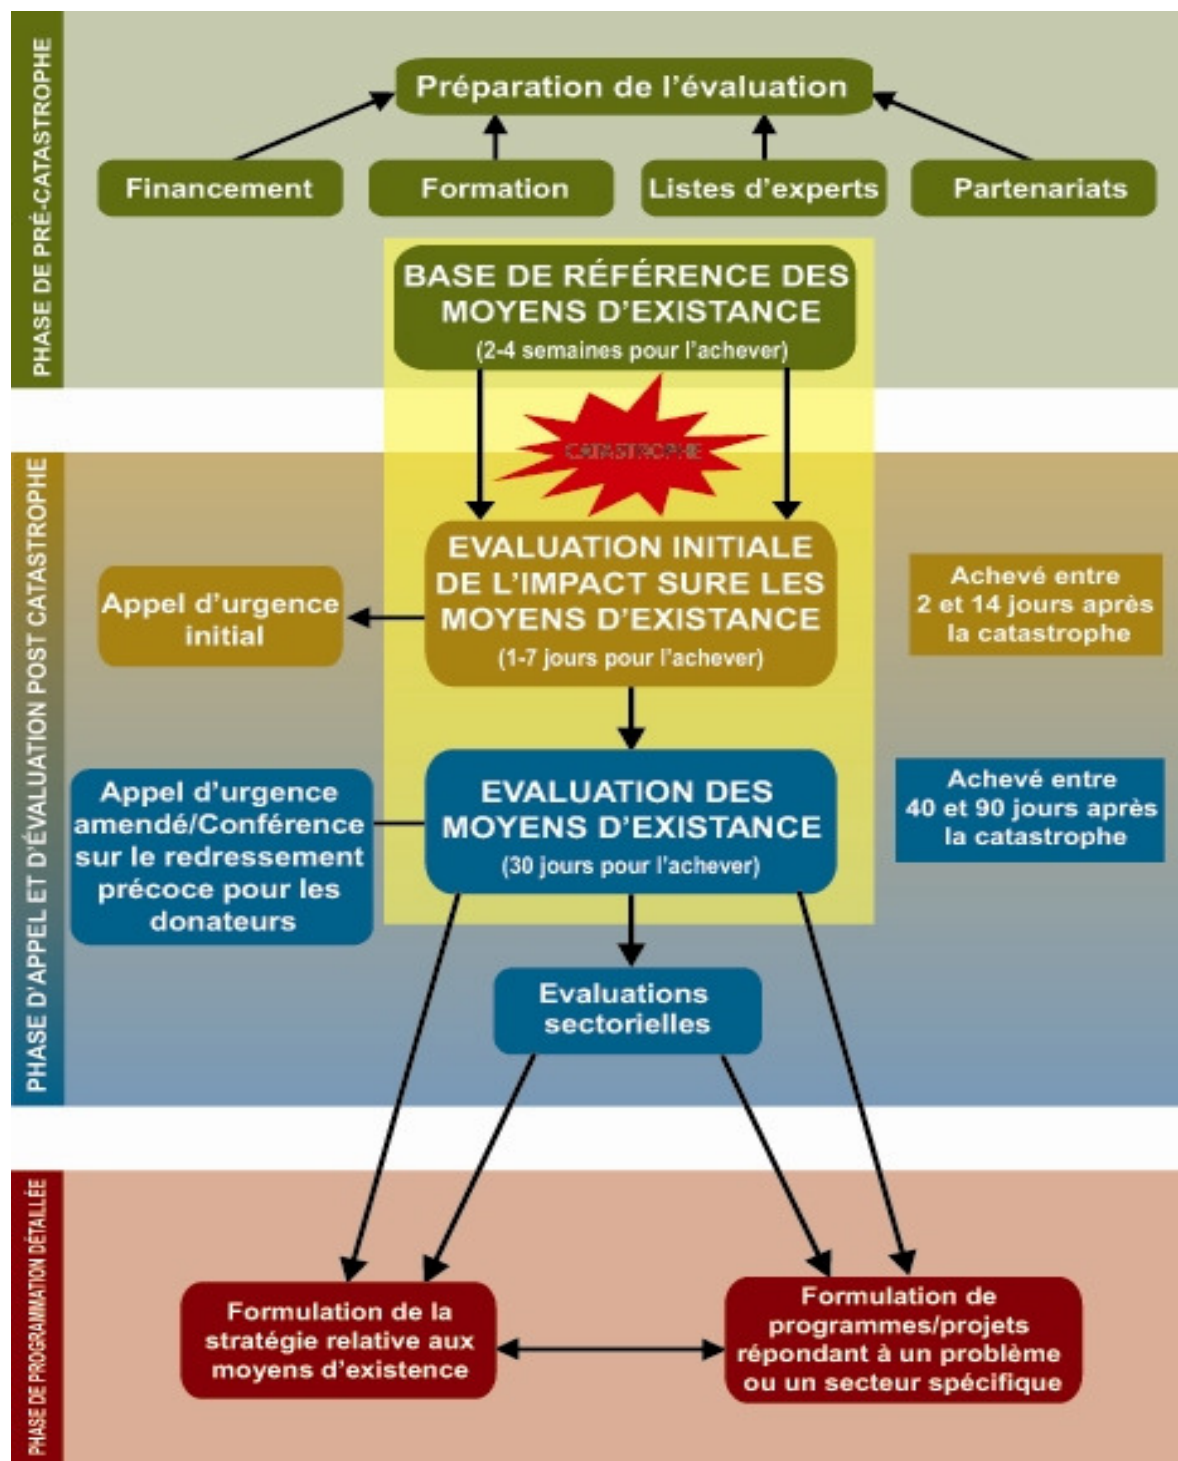 PHASE DE PRÉ-CATASTROPHE
Préparation de l'évaluation
Financement
Formation
Listes d'experts
Partenariats
BASE DE RÉFÉRENCE DES
MOYENS D'EXISTANCE
(2-4 semaines pour l'achever)
CATASTROPHE
PHASE D'APPEL ET D'ÉVALUATION POST CATASTROPHE
EVALUATION INITIALE
DE L'IMPACT SURE LES
MOYENS D'EXISTANCE
(1-7 jours pour l'achever)
Appel d'urgence
initial
Achevé entre
2 et 14 jours après
la catastrophe
Appel d'urgence
amendé/Conférence
sur le redressement
précoce pour les
donateurs
EVALUATION DES
MOYENS D'EXISTANCE
(30 jours pour l'achever)
Achevé entre
40 et 90 jours après
la catastrophe
Evaluations
sectorielles
PHASE DE PROGRAMMATION DÉTAILLÉE
Formulation de la
stratégie relative aux
moyens d'existence
Formulation de
programmes/projets
répondant à un problème
ou un secteur spécifique